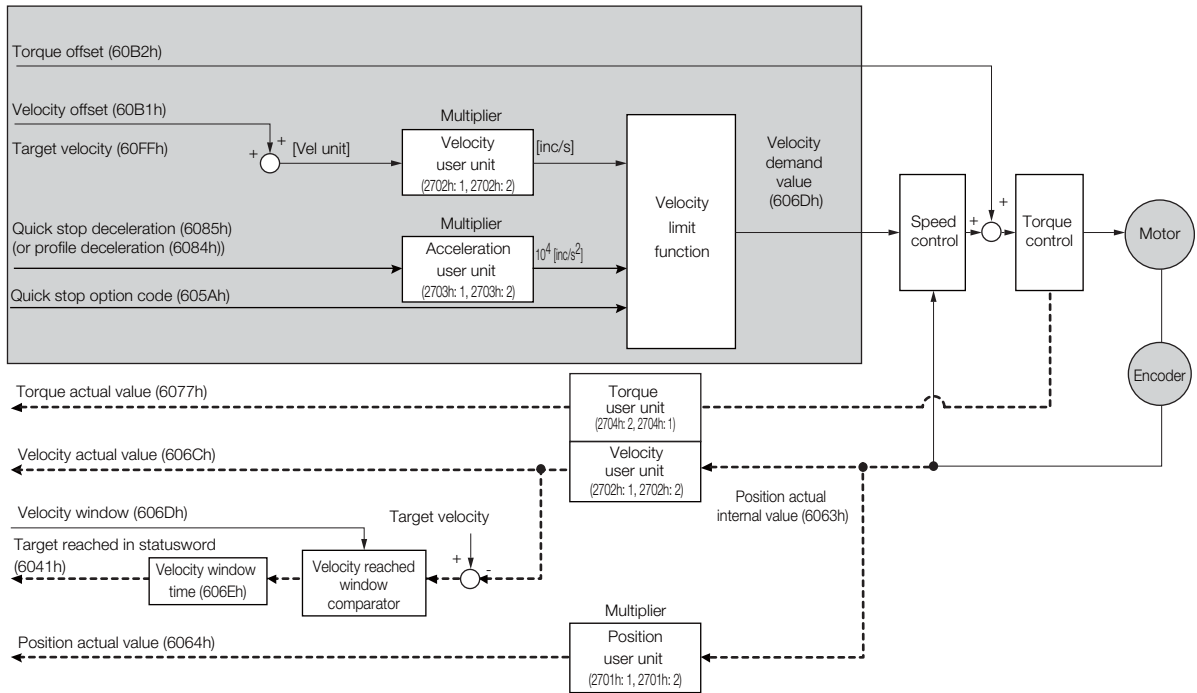 Torque offset (60B2h)
Velocity offset (60B1h)
Target velocity (60FFh)
+
+
[Vel unit]
Multiplier
Velocity
user unit
(2702h: 1, 2702h: 2)
[inc/s]
Quick stop deceleration (6085h)
(or profile deceleration (6084h))
Multiplier
Acceleration
user unit
(2703h: 1, 2703h: 2)
10⁴ [inc/s²]
Quick stop option code (605Ah)
Velocity
limit
function
Velocity
demand
value
(606Dh)
Speed
control
+
+
Torque
control
Motor
Encoder
Torque actual value (6077h)
Torque
user unit
(2704h: 2, 2704h: 1)
Velocity actual value (606Ch)
Velocity
user unit
(2702h: 1, 2702h: 2)
Position actual
internal value (6063h)
Velocity window (606Dh)
Target velocity
+
-
Target reached in statusword
(6041h)
Velocity window
time (606Eh)
Velocity reached
window
comparator
Multiplier
Position actual value (6064h)
Position
user unit
(2701h: 1, 2701h: 2)